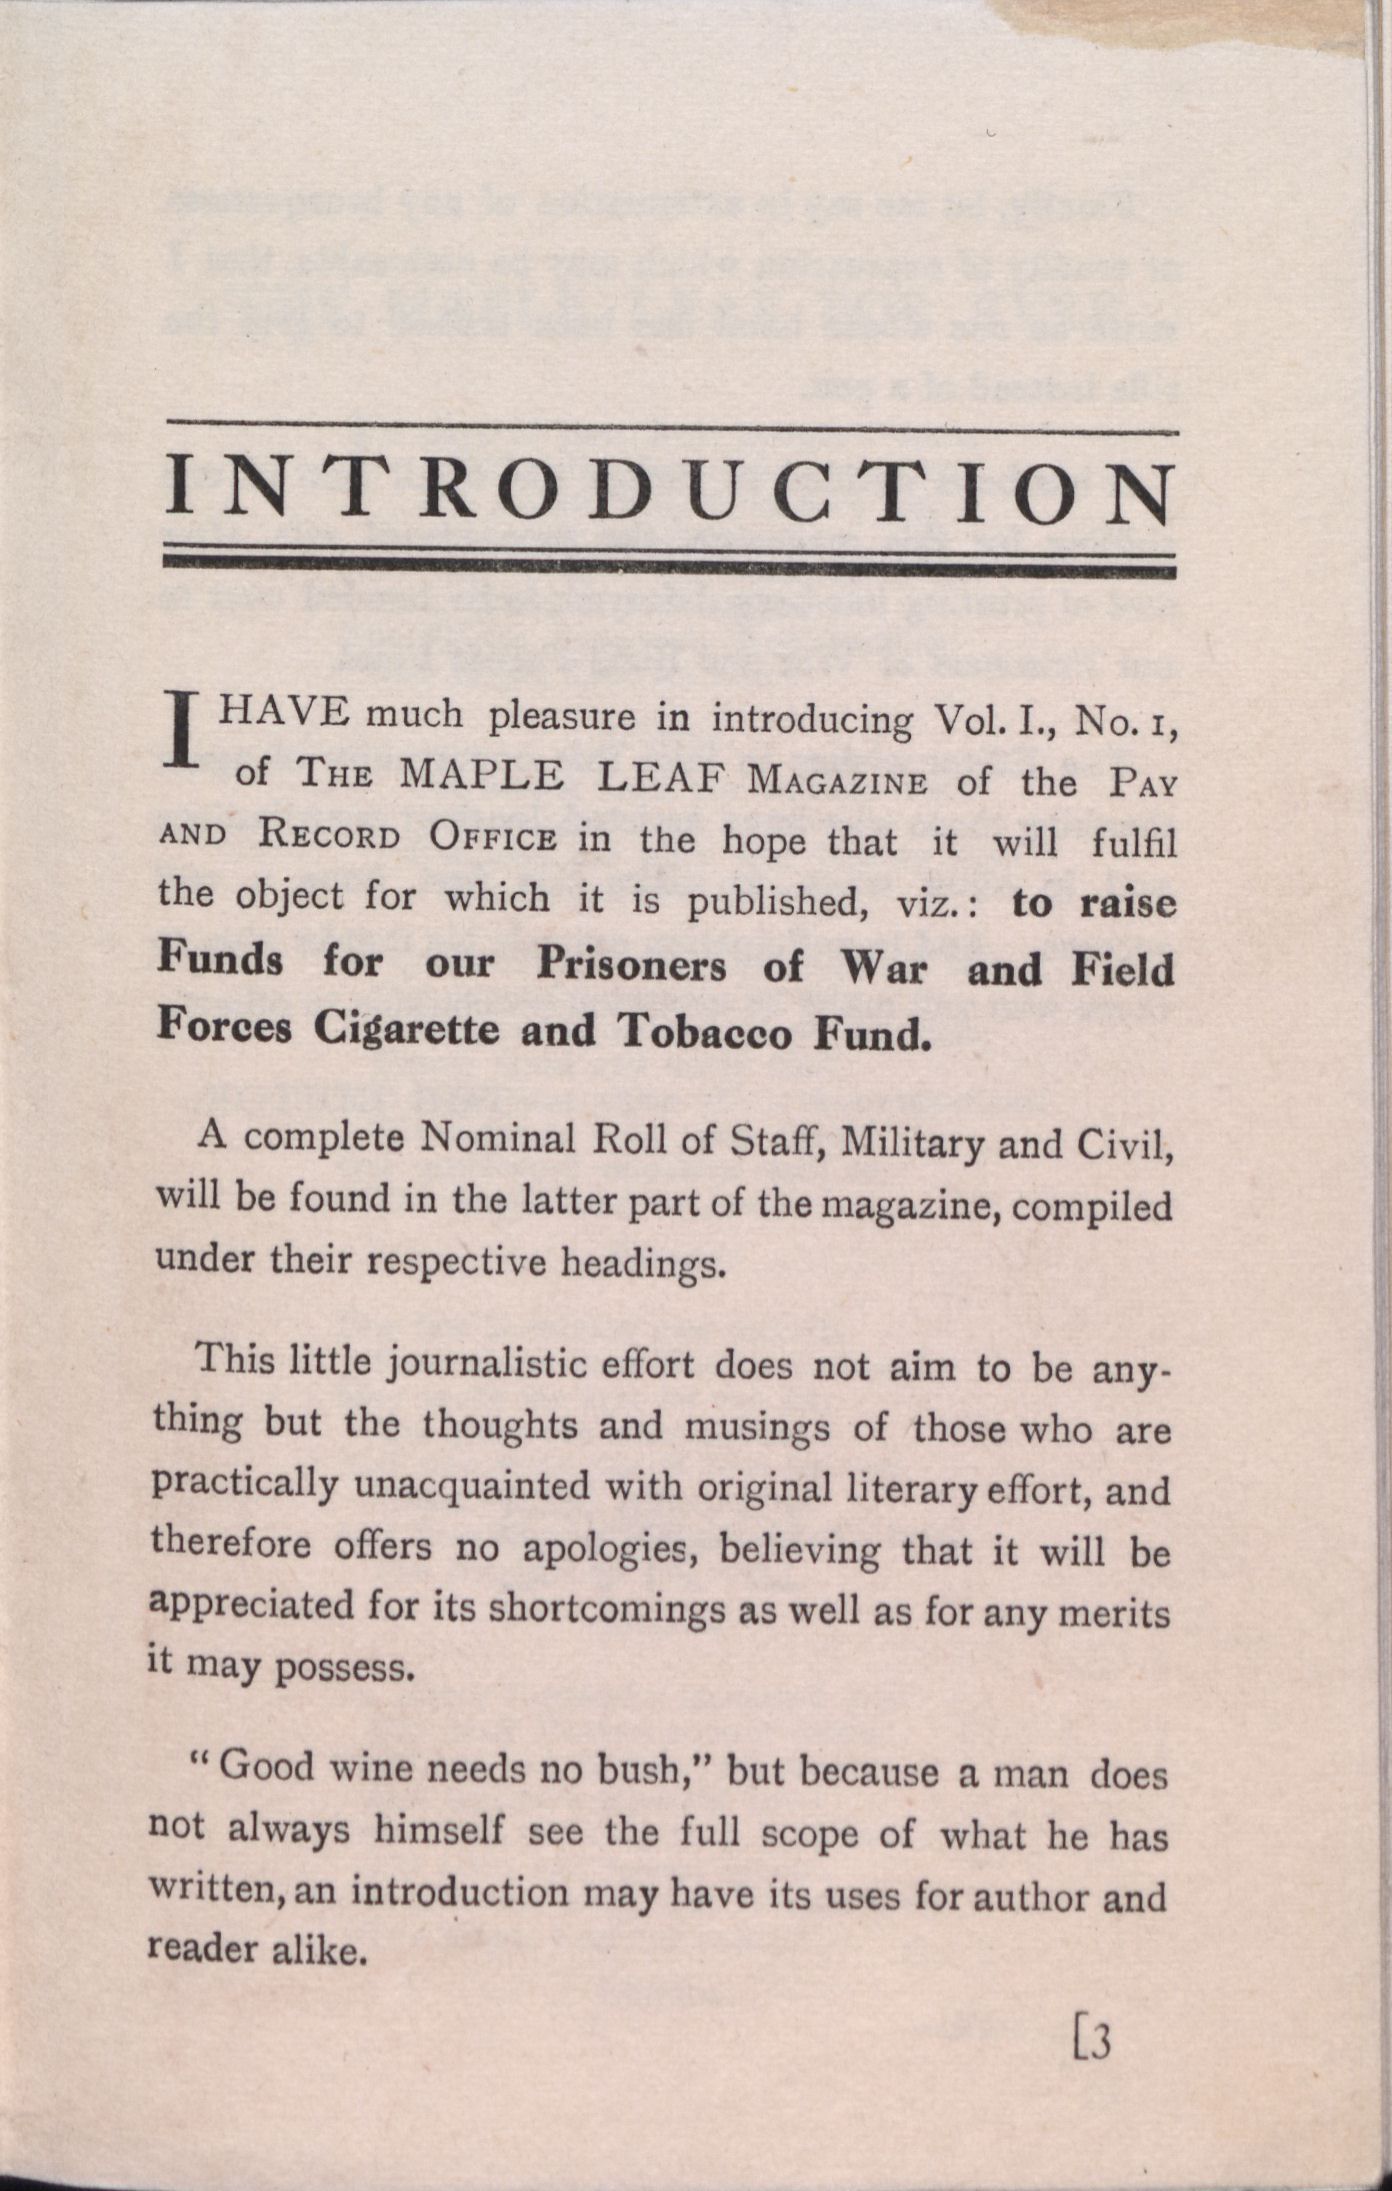 INTRODUCTION
I HAVE much pleasure in introducing Vol. I., No. 1,
of THE MAPLE LEAF MAGAZINE of the PAY
AND RECORD OFFICE in the hope that it will fulfil
the object for which it is published, viz.: to raise
Funds for our Prisoners of War and Field
Forces Cigarette and Tobacco Fund.
A complete Nominal Roll of Staff, Military and Civil,
will be found in the latter part of the magazine, compiled
under their respective headings.
This little journalistic effort does not aim to be any-
thing but the thoughts and musings of those who are
practically unacquainted with original literary effort, and
therefore offers no apologies, believing that it will be
appreciated for its shortcomings as well as for any merits
it may possess.
“Good wine needs no bush,” but because a man does
not always himself see the full scope of what he has
written, an introduction may have its uses for author and
reader alike.
[3